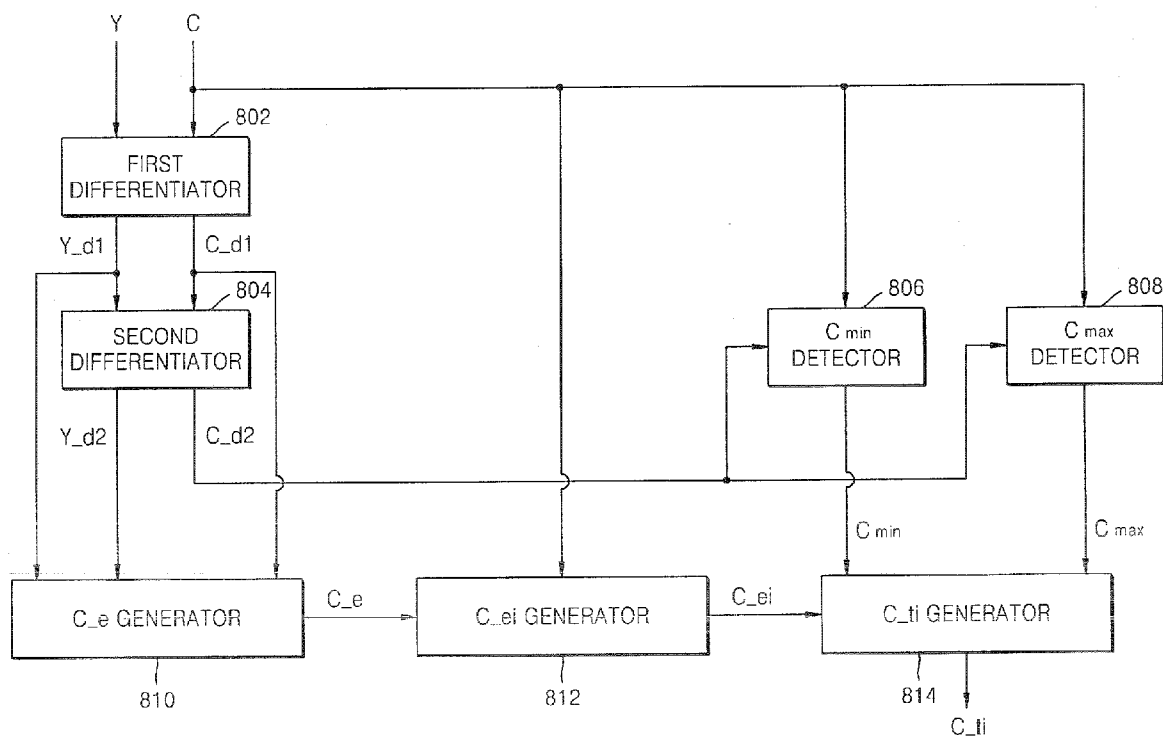 Y
C
802
FIRST
DIFFERENTIATOR
Y_d1
C_d1
804
SECOND
DIFFERENTIATOR
806
C min
DETECTOR
808
C max
DETECTOR
Y_d2
C_d2
C min
C max
C_e GENERATOR
C_e
C_ei GENERATOR
C_ei
C_ti GENERATOR
810
812
814
C_ti